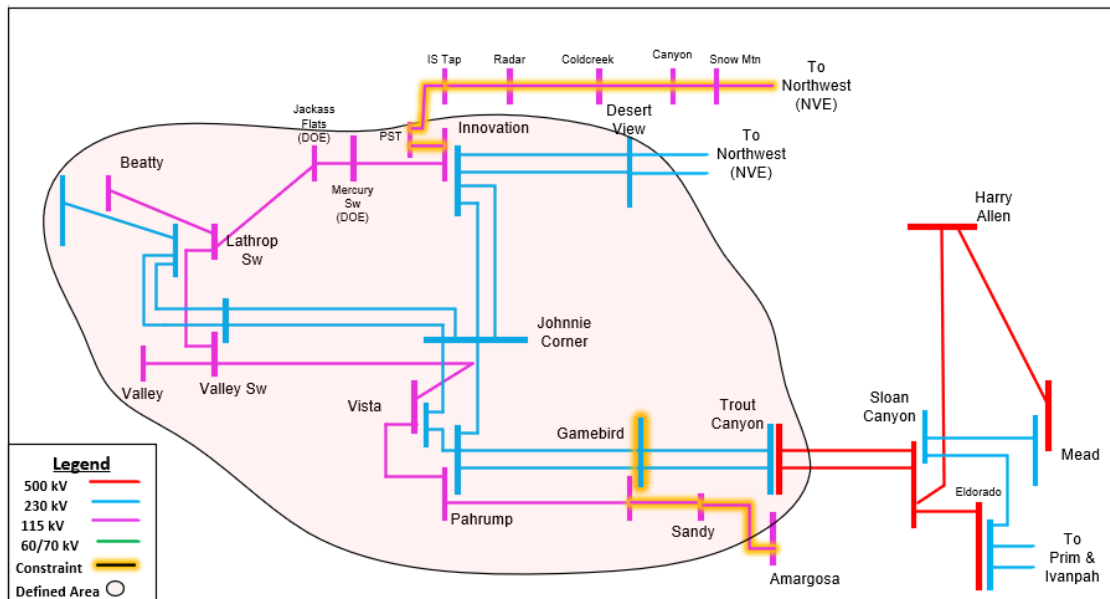 IS Tap
Radar
Coldcreek
Canyon
Snow Mtn
To
Northwest
(NVE)
Jackass
Flats
(DOE)
PST
Innovation
Desert
View
To
Northwest
(NVE)
Beatty
Mercury
Sw
(DOE)
Harry
Allen
Lathrop
Sw
Johnnie
Corner
Valley
Valley Sw
Vista
Gamebird
Trout
Canyon
Sloan
Canyon
Mead
Eldorado
Pahrump
Sandy
Amargosa
To
Prim &
Ivanpah
Legend
500 kV
230 kV
115 kV
60/70 kV
Constraint
Defined Area